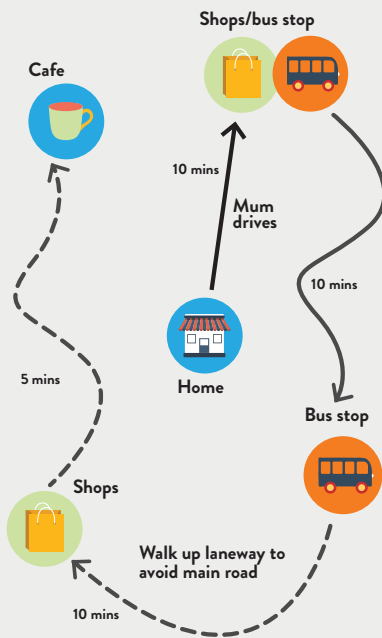 Shops/bus stop
Cafe
10 mins
Mum
drives
10 mins
Home
5 mins
Bus stop
Shops
Walk up laneway to
avoid main road
10 mins